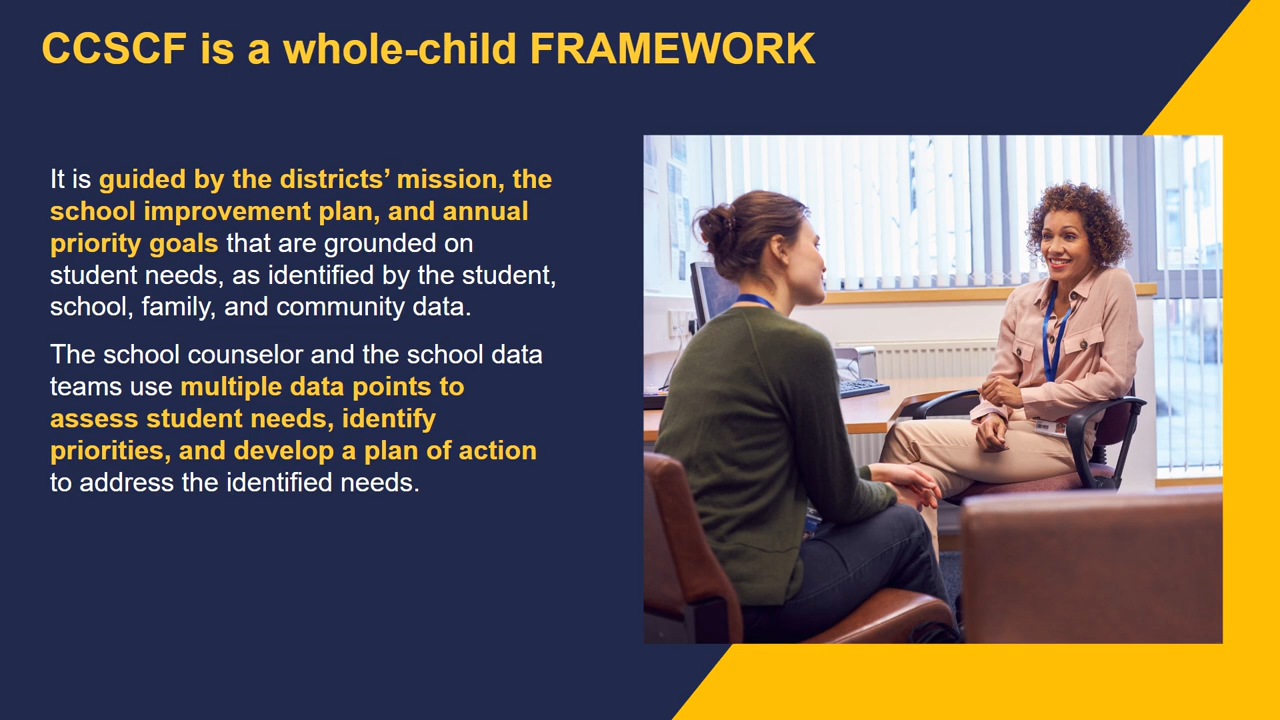 CCSCF is a whole-child FRAMEWORK
It is guided by the districts’ mission, the
school improvement plan, and annual
priority goals that are grounded on
student needs, as identified by the student,
school, family, and community data.
The school counselor and the school data
teams use multiple data points to
assess student needs, identify
priorities, and develop a plan of action
to address the identified needs.